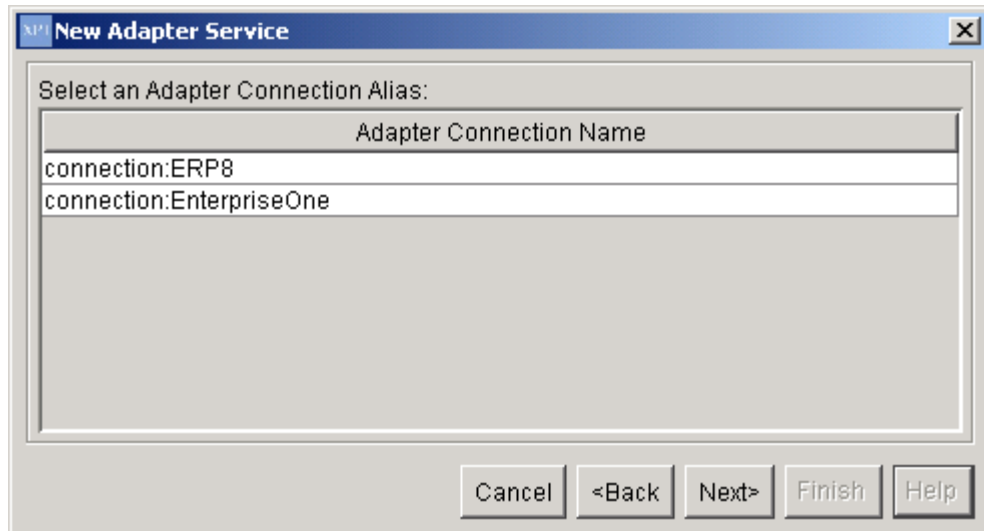 XPI New Adapter Service
Select an Adapter Connection Alias:
Adapter Connection Name
connection:ERP8
connection:EnterpriseOne
Cancel <Back Next> Finish Help